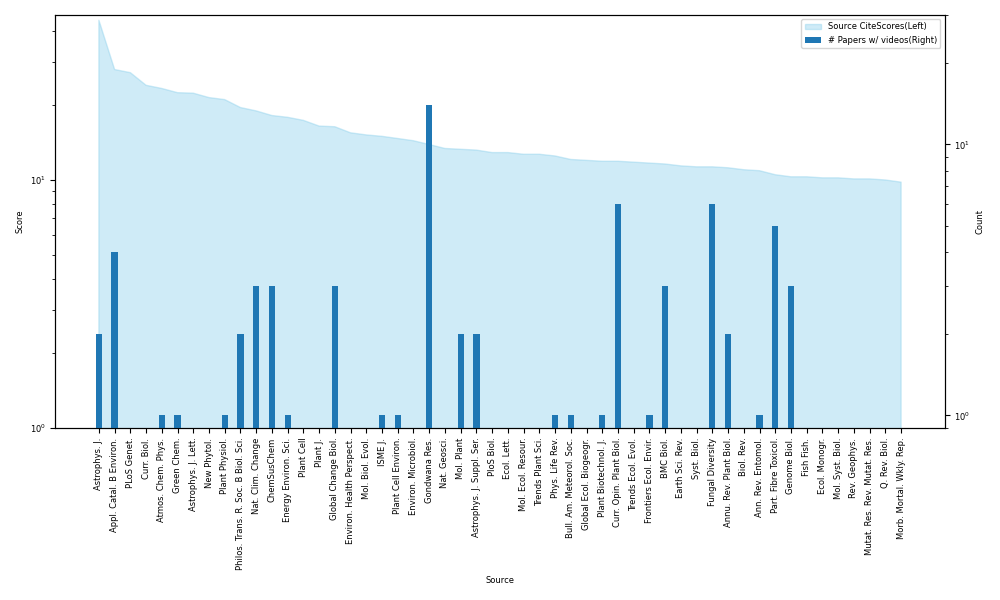 Source CiteScores(Left)
# Papers w/ videos(Right)
10¹
10⁰
Score
10¹
10⁰
Count
Astrophys. J.
Appl. Catal. B Environ.
PLoS Genet.
Curr. Biol.
Atmos. Chem. Phys.
Green Chem.
Astrophys. J. Lett.
New Phytol.
Plant Physiol.
Philos. Trans. R. Soc. B Biol. Sci.
Nat. Clim. Change
ChemSusChem
Energy Environ. Sci.
Plant Cell
Plant J.
Global Change Biol.
Environ. Health Perspect.
Mol. Biol. Evol.
ISME J.
Plant Cell Environ.
Environ. Microbiol.
Gondwana Res.
Nat. Geosci.
Mol. Plant
Astrophys. J. Suppl. Ser.
PloS Biol.
Ecol. Lett.
Mol. Ecol. Resour.
Trends Plant Sci.
Phys. Life Rev.
Bull. Am. Meteorol. Soc.
Global Ecol. Biogeogr.
Plant Biotechnol. J.
Curr. Opin. Plant Biol.
Trends Ecol. Evol.
Frontiers Ecol. Envir.
BMC Biol.
Earth Sci. Rev.
Syst. Biol.
Fungal Diversity
Annu. Rev. Plant Biol.
Biol. Rev.
Ann. Rev. Entomol.
Part. Fibre Toxicol.
Genome Biol.
Fish Fish.
Ecol. Monogr.
Mol. Syst. Biol.
Rev. Geophys.
Mutat. Res. Rev. Mutat. Res.
Q. Rev. Biol.
Morb. Mortal. Wkly. Rep.
Source